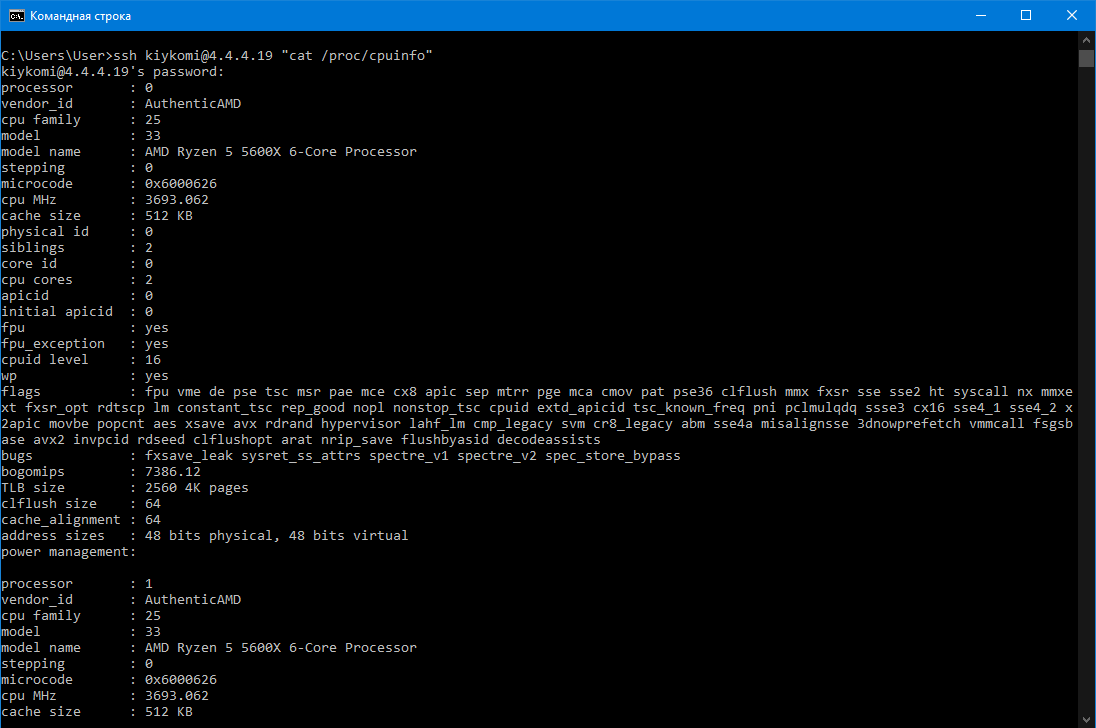 Командная строка
C:\Users\User>ssh kiykomi@4.4.4.19 "cat /proc/cpuinfo"
kiykomi@4.4.4.19's password:
processor : 0
vendor_id : AuthenticAMD
cpu family : 25
model : 33
model name : AMD Ryzen 5 5600X 6-Core Processor
stepping : 0
microcode : 0x6000626
cpu MHz : 3693.062
cache size : 512 KB
physical id : 0
siblings : 2
core id : 0
cpu cores : 2
apicid : 0
initial apicid : 0
fpu : yes
fpu_exception : yes
cpuid level : 16
wp : yes
flags : fpu vme de pse tsc msr pae mce cx8 apic sep mtrr pge mca cmov pat pse36 clflush mmx fxsr sse sse2 ht syscall nx mmxe
xt fxsr_opt rdtscp lm constant_tsc rep_good nopl nonstop_tsc cpuid extd_apicid tsc_known_freq pni pclmulqdq ssse3 cx16 sse4_1 sse4_2 x
2apic movbe popcnt aes xsave avx rdrand hypervisor lahf_lm cmp_legacy svm cr8_legacy abm sse4a misalignsse 3dnowprefetch vmmcall fsgsb
ase avx2 invpcid rdseed clflushopt arat nrip_save flushbyasid decodeassists
bugs : fxsave_leak sysret_ss_attrs spectre_v1 spectre_v2 spec_store_bypass
bogomips : 7386.12
TLB size : 2560 4K pages
clflush size : 64
cache_alignment : 64
address sizes : 48 bits physical, 48 bits virtual
power management:
processor : 1
vendor_id : AuthenticAMD
cpu family : 25
model : 33
model name : AMD Ryzen 5 5600X 6-Core Processor
stepping : 0
microcode : 0x6000626
cpu MHz : 3693.062
cache size : 512 KB